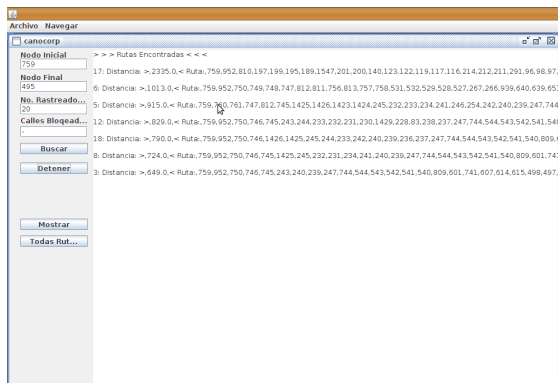 Archivo Navegar
canocorp
Nodo Inicial
759
Nodo Final
495
No. Rastreado...
20
Calles Bloquead...
-
Buscar
Detener
Mostrar
Todas Rut...
> > > Rutas Encontradas < < <
17: Distancia: >,2335.0,< Ruta:,759,952,810,197,199,195,189,1547,201,200,140,123,122,119,117,116,214,212,211,291,96,98,97,
6: Distancia: >,1013.0,< Ruta:,759,952,750,749,748,747,812,811,756,813,757,758,531,532,529,528,527,267,266,939,640,639,653
5: Distancia: >,915.0,< Ruta:,759,760,761,747,812,745,1425,1426,1423,1424,245,232,233,234,241,246,254,242,240,239,247,744
12: Distancia: >,829.0,< Ruta:,759,952,750,746,745,243,244,233,232,231,230,1429,228,83,238,237,247,744,544,543,542,541,540
18: Distancia: >,790.0,< Ruta:,759,952,750,746,1426,1425,245,244,233,242,240,239,236,237,247,744,544,543,542,541,540,809,
8: Distancia: >,724.0,< Ruta:,759,952,750,746,745,1425,245,232,231,234,241,240,239,247,744,544,543,542,541,540,809,601,741
3: Distancia: >,649.0,< Ruta:,759,952,750,746,745,243,240,239,247,744,544,543,542,541,540,809,601,741,607,614,615,498,497,